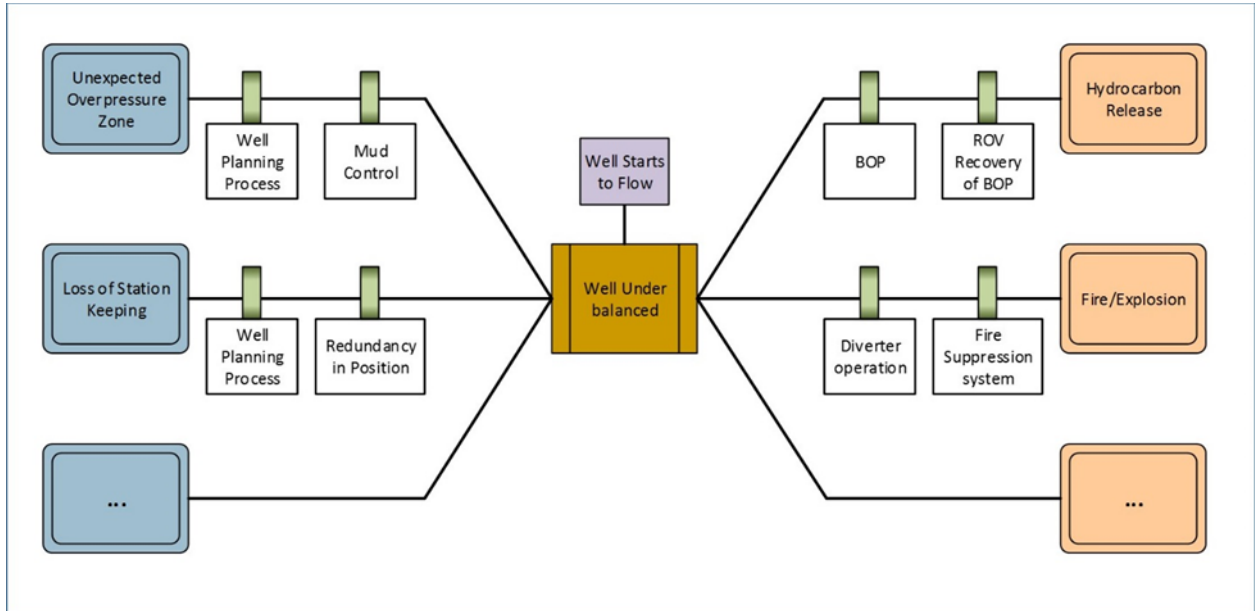 Unexpected
Overpressure
Zone
Well
Planning
Process
Mud
Control
Well Starts
to Flow
BOP
ROV
Recovery
of BOP
Hydrocarbon
Release
Loss of Station
Keeping
Well
Planning
Process
Redundancy
in Position
Well Under
balanced
Diverter
operation
Fire
Suppression
system
Fire/Explosion
...
...